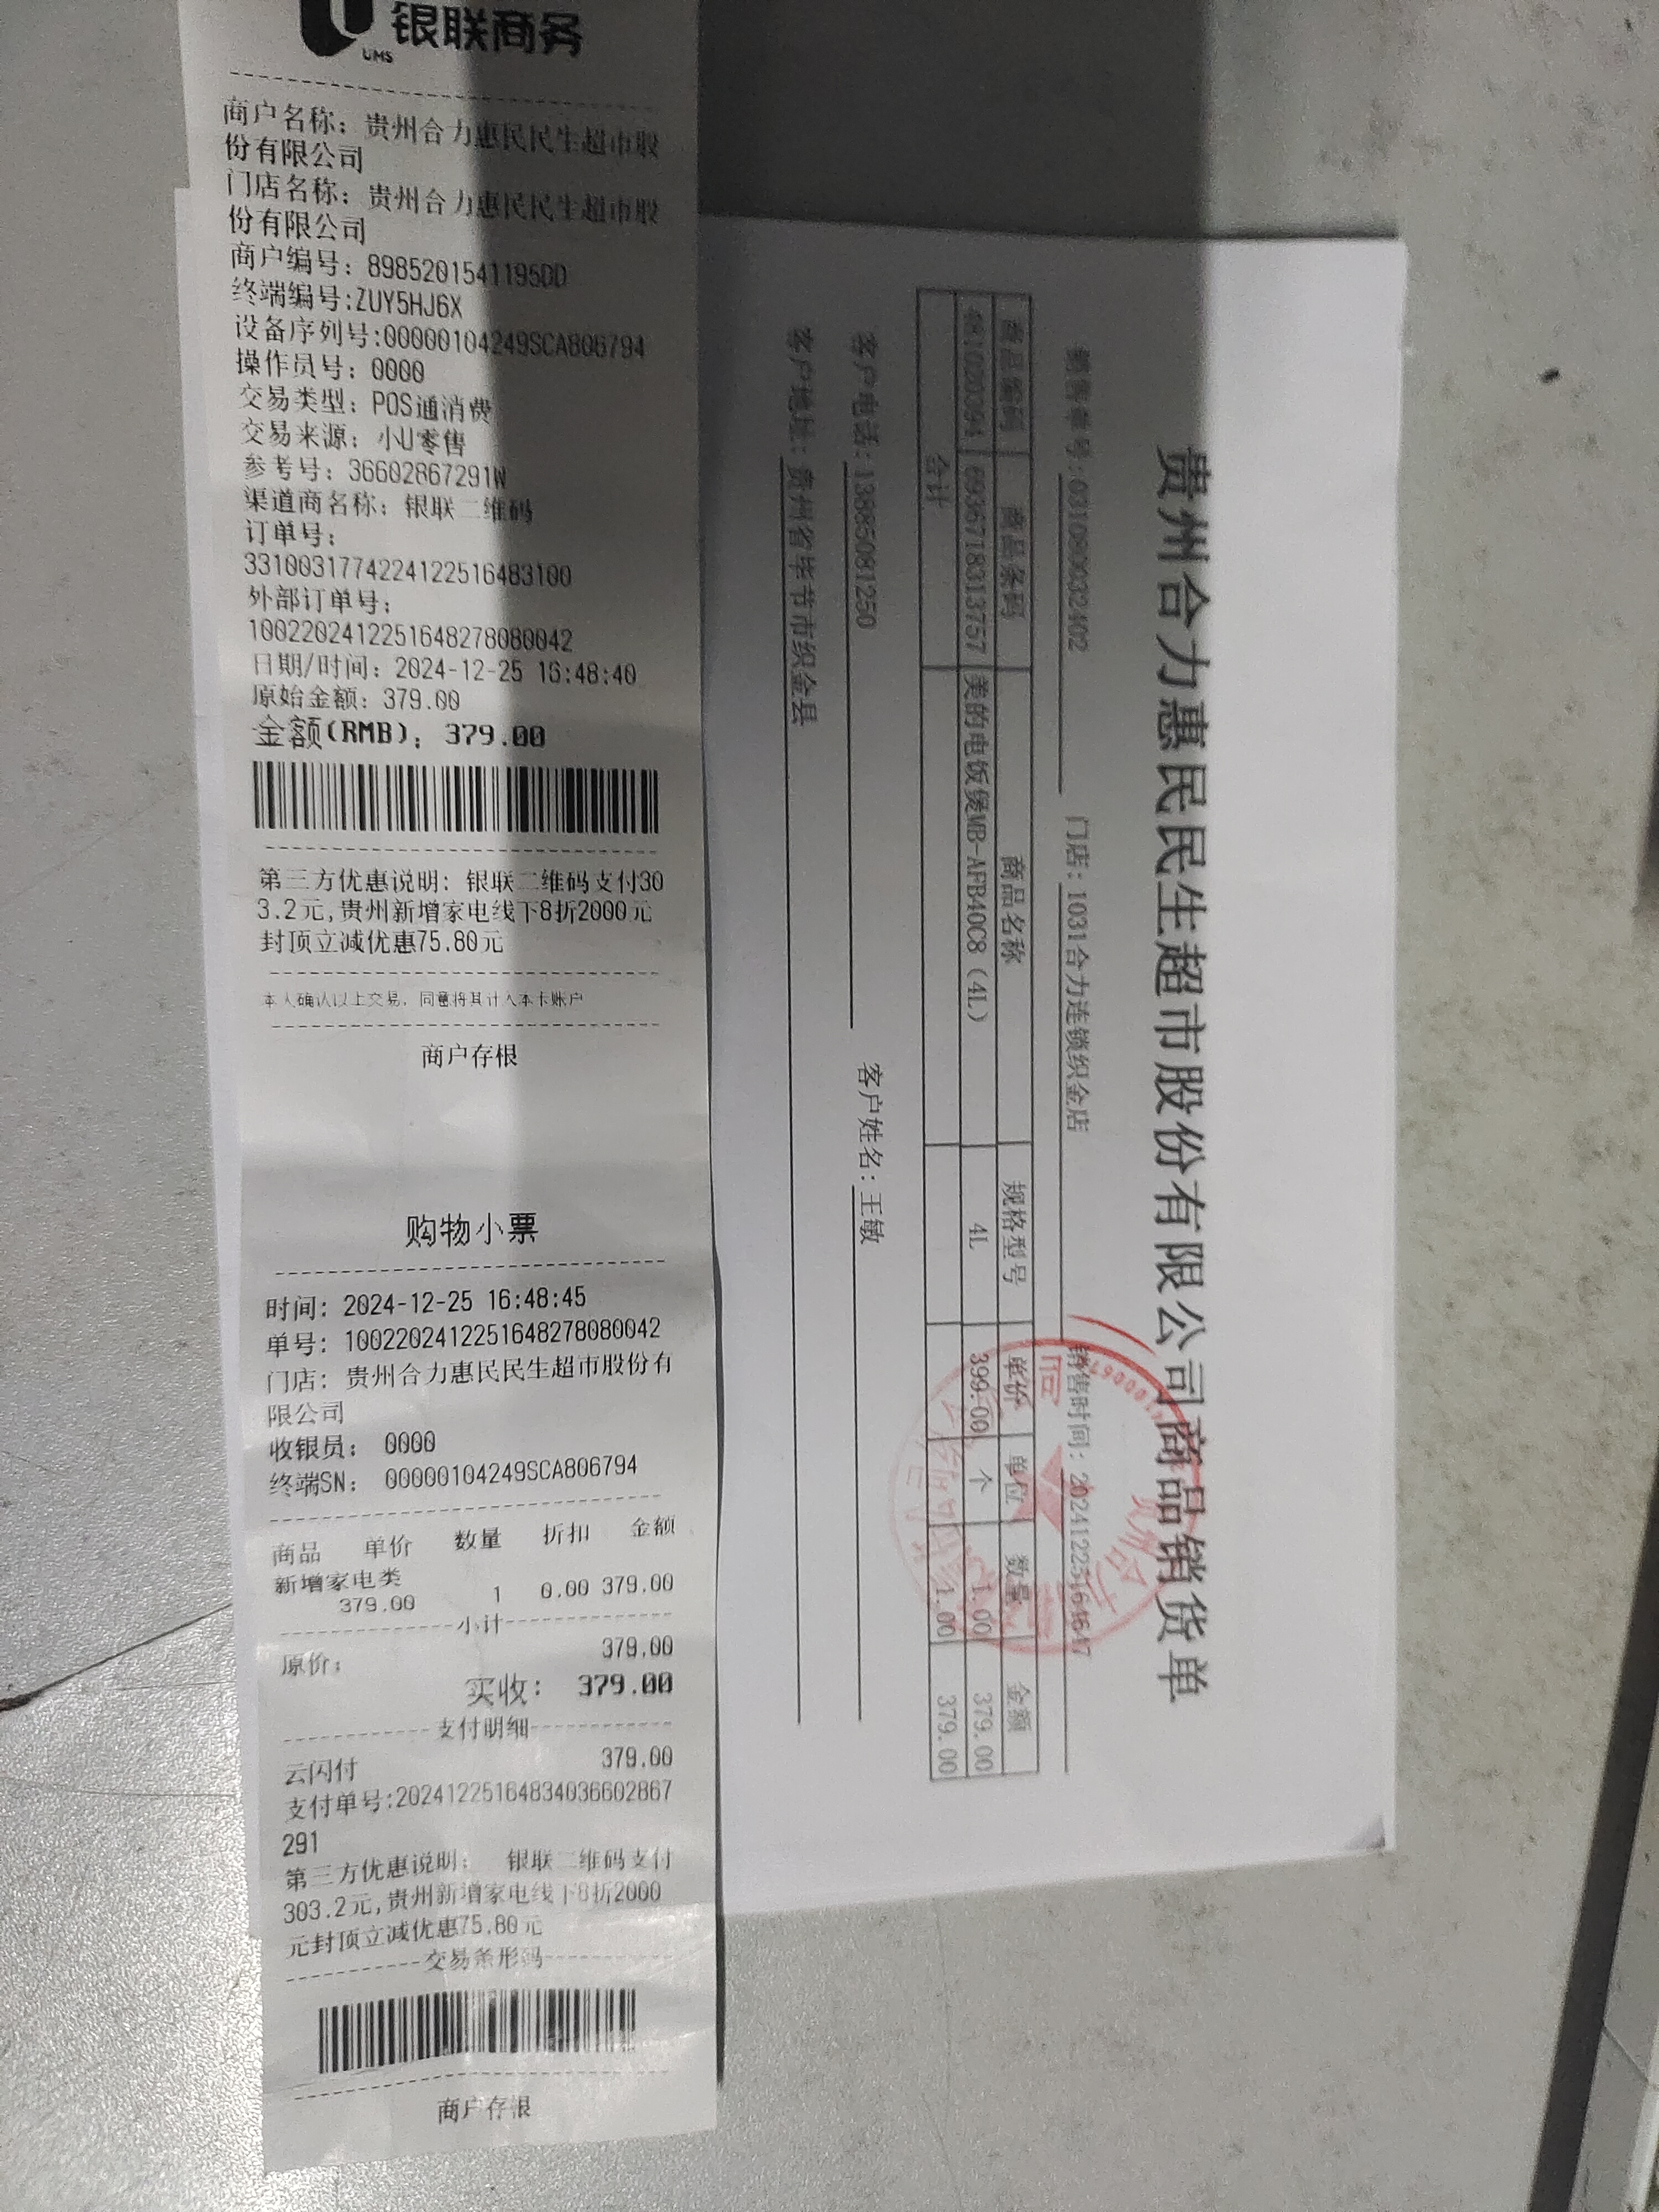 银联商务
UMS
商户名称：贵州合力惠民民生超市股
份有限公司
门店名称：贵州合力惠民民生超市股
份有限公司
商户编号：8985201541195DD
终端编号:ZUY5HJ6X
设备序列号:00000104249SCA806794
操作员号：0000
交易类型：POS通消费
交易来源：小U零售
参考号：36602867291W
渠道商名称：银联二维码
订单号：
3310031774224122516483100
外部订单号：
1002202412251648278080042
日期/时间：2024-12-25 16:48:40
原始金额：379.00
金额(RMB)：379.00
第三方优惠说明：银联二维码支付30
3.2元,贵州新增家电线下8折2000元
封顶立减优惠75.80元
本人确认以上交易，同意将其计入本卡账户
商户存根
购物小票
时间：2024-12-25 16:48:45
单号：1002202412251648278080042
门店：贵州合力惠民民生超市股份有
限公司
收银员： 0000
终端SN： 00000104249SCA806794
商品 单价 数量 折扣 金额
新增家电类
379.00 1 0.00 379.00
小计
原价： 379.00
实收： 379.00
支付明细
云闪付 379.00
支付单号:20241225164834036602867
291
第三方优惠说明： 银联二维码支付
303.2元,贵州新增家电线下8折2000
元封顶立减优惠75.80元
交易条形码
商户存根
贵州合力惠民民生超市股份有限公司商品销货单
销售单号:0310800032402 门店：1031合力连锁织金店 销售时间：20241225164647
商品编码 商品条码 商品名称 规格型号 单价 单位 数量 金额
6936718313757 美的电饭煲MB-AFB40C8（4L） 4L 399.00 个 1.00 379.00
合计 1.00 379.00
客户电话：13885081250 客户姓名：王敏
客户地址：贵州省毕节市织金县